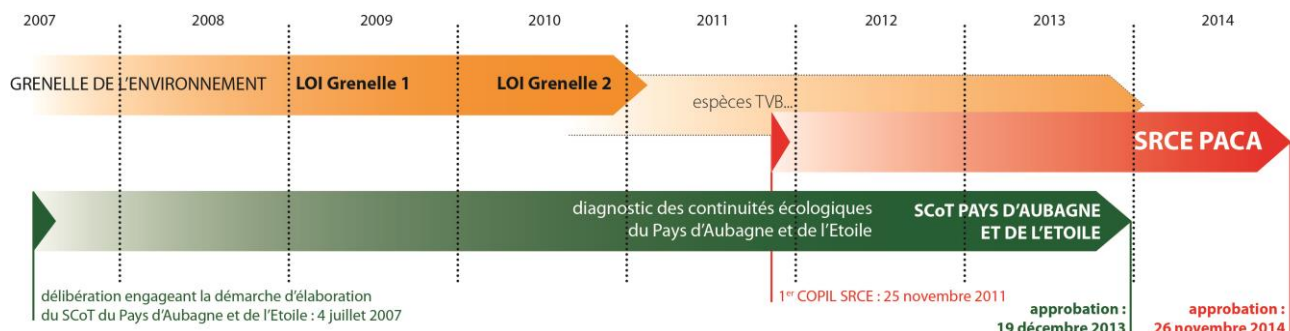 2007 2008 2009 2010 2011 2012 2013 2014
GRENELLE DE L'ENVIRONNEMENT LOI Grenelle 1 LOI Grenelle 2
espèces TVB...
SRCE PACA
diagnostic des continuités écologiques
du Pays d'Aubagne et de l'Etoile
SCoT PAYS D'AUBAGNE
ET DE L'ETOILE
délibération engageant la démarche d'élaboration
du SCoT du Pays d'Aubagne et de l'Etoile : 4 juillet 2007
1er COPIL SRCE : 25 novembre 2011
approbation :
19 décembre 2013
approbation :
26 novembre 2014